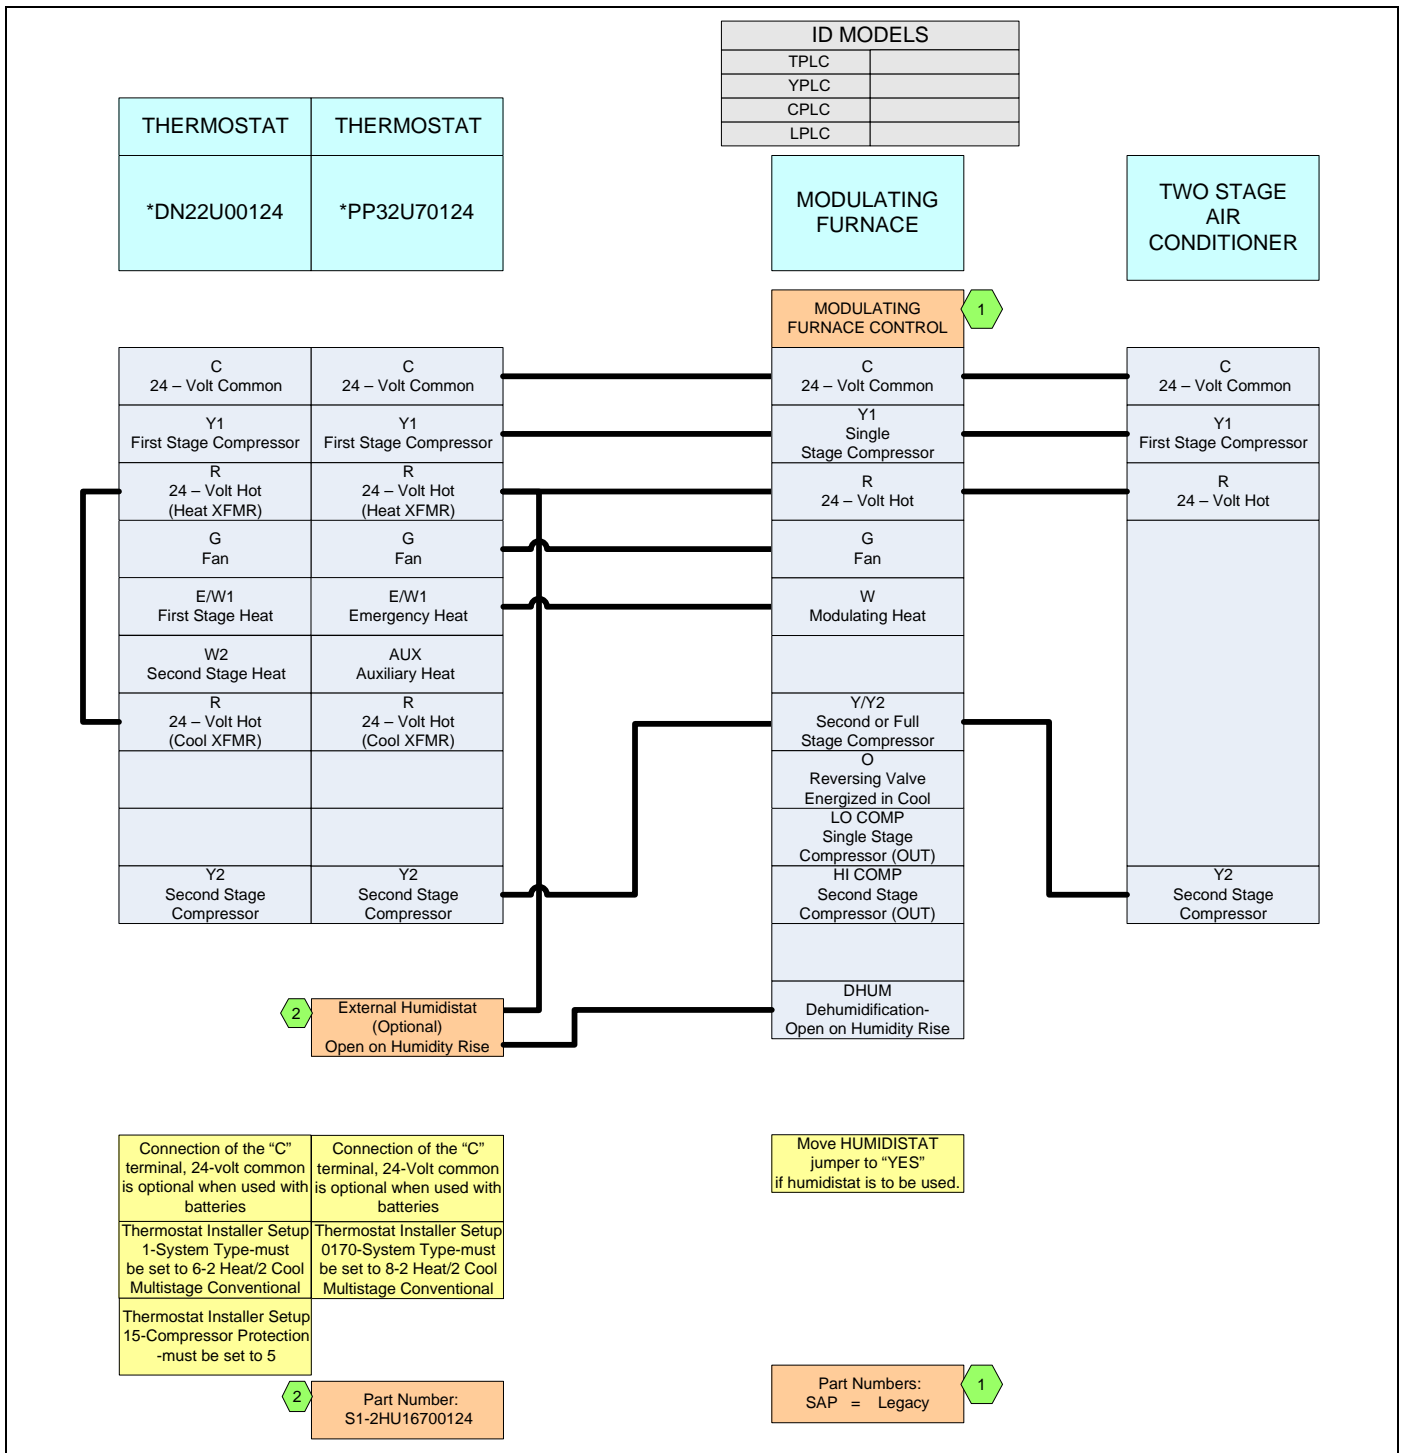 ID MODELS
TPLC
YPLC
CPLC
LPLC
THERMOSTAT
THERMOSTAT
*DN22U00124
*PP32U70124
MODULATING
FURNACE
TWO STAGE
AIR
CONDITIONER
MODULATING
FURNACE CONTROL
1
C
24 – Volt Common
C
24 – Volt Common
C
24 – Volt Common
C
24 – Volt Common
Y1
First Stage Compressor
Y1
First Stage Compressor
Y1
Single
Stage Compressor
Y1
First Stage Compressor
R
24 – Volt Hot
(Heat XFMR)
R
24 – Volt Hot
(Heat XFMR)
R
24 – Volt Hot
R
24 – Volt Hot
G
Fan
G
Fan
G
Fan
E/W1
First Stage Heat
E/W1
Emergency Heat
W
Modulating Heat
W2
Second Stage Heat
AUX
Auxiliary Heat
R
24 – Volt Hot
(Cool XFMR)
R
24 – Volt Hot
(Cool XFMR)
Y/Y2
Second or Full
Stage Compressor
O
Reversing Valve
Energized in Cool
LO COMP
Single Stage
Compressor (OUT)
Y2
Second Stage
Compressor
Y2
Second Stage
Compressor
HI COMP
Second Stage
Compressor (OUT)
Y2
Second Stage
Compressor
2
External Humidistat
(Optional)
Open on Humidity Rise
DHUM
Dehumidification-
Open on Humidity Rise
Connection of the “C”
terminal, 24-volt common
is optional when used with
batteries
Connection of the “C”
terminal, 24-Volt common
is optional when used with
batteries
Move HUMIDISTAT
jumper to “YES”
if humidistat is to be used.
Thermostat Installer Setup
1-System Type-must
be set to 6-2 Heat/2 Cool
Multistage Conventional
Thermostat Installer Setup
0170-System Type-must
be set to 8-2 Heat/2 Cool
Multistage Conventional
Thermostat Installer Setup
15-Compressor Protection
-must be set to 5
2
Part Number:
S1-2HU16700124
Part Numbers:
SAP = Legacy
1